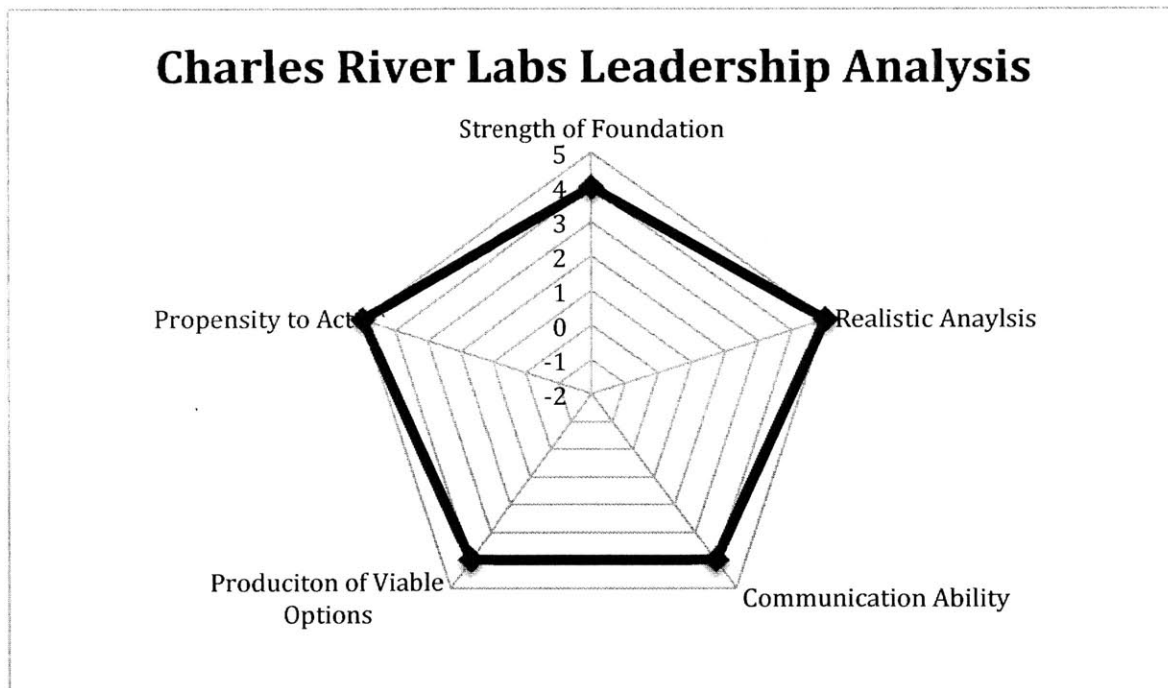 Charles River Labs Leadership Analysis
Strength of Foundation
5
4
3
2
1
0
-1
-2
Propensity to Act
Realistic Anaylsis
Produciton of Viable
Options
Communication Ability